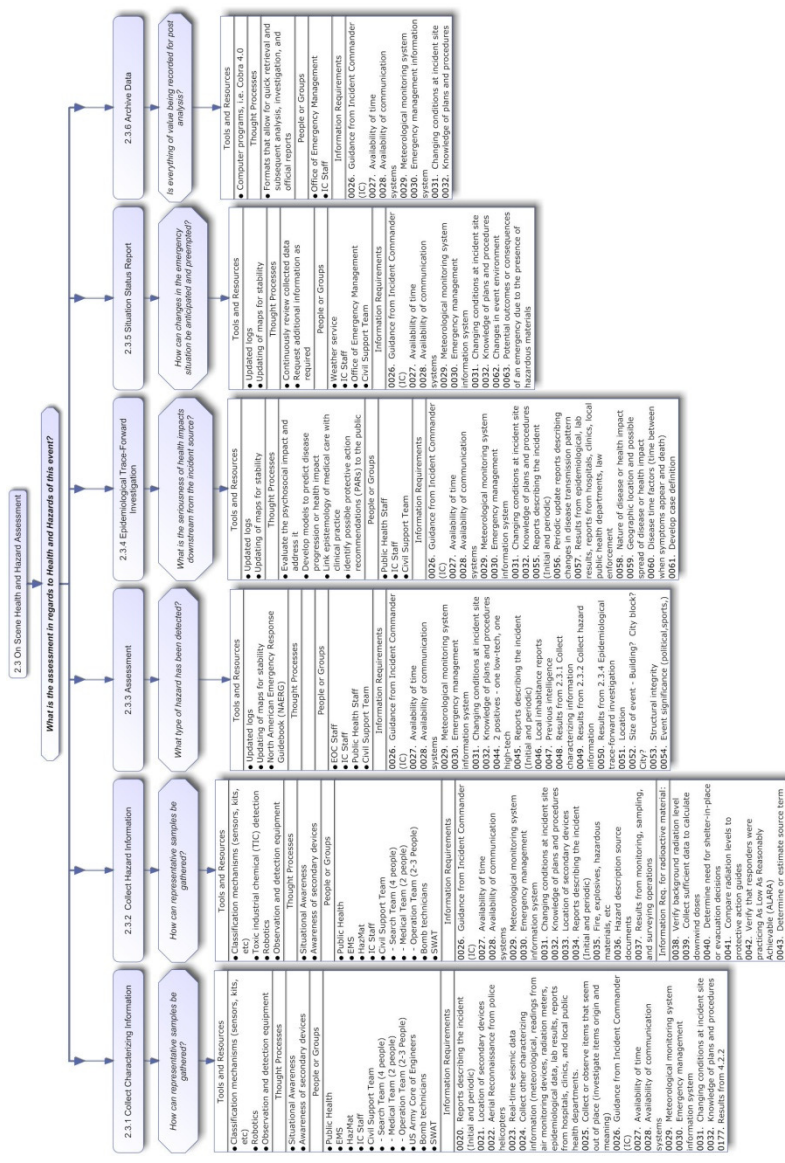 2.3 On Scene Health and Hazard Assessment
What is the assessment in regards to Health and Hazards of this event?
2.3.1 Collect Characterizing Information
How can representative samples be
gathered?
Tools and Resources
● Classification mechanisms (sensors, kits,
etc)
● Robotics
● Observation and detection equipment
Thought Processes
● Situational Awareness
● Awareness of secondary devices
People or Groups
● Public Health
● EMS
● HazMat
● IC Staff
● Civil Support Team
● - Search Team (4 people)
● - Medical Team (2 people)
● - Operation Team (2-3 People)
● US Army Core of Engineers
● Bomb technicians
● SWAT
Information Requirements
0020. Reports describing the incident
(Initial and periodic)
0021. Location of secondary devices
0022. Aerial Reconnaissance from police
helicopters
0023. Real-time seismic data
0024. Collect other characterizing
information (meteorological, readings from
air monitoring devices, radiation meters,
epidemiological data, lab results, reports
from hospitals, clinics, and local public
health departments.
0025. Collect or observe items that seem
out of place (investigate items origin and
meaning)
0026. Guidance from Incident Commander
(IC)
0027. Availability of time
0028. Availability of communication
systems
0029. Meteorological monitoring system
0030. Emergency management
information system
0031. Changing conditions at incident site
0032. Knowledge of plans and procedures
0177. Results from 4.2.2
2.3.2 Collect Hazard Information
How can representative samples be
gathered?
Tools and Resources
● Classification mechanisms (sensors, kits,
etc)
● Toxic industrial chemical (TIC) detection
● Robotics
● Observation and detection equipment
Thought Processes
● Situational Awareness
● Awareness of secondary devices
People or Groups
● Public Health
● EMS
● HazMat
● IC Staff
● Civil Support Team
● - Search Team (4 people)
● - Medical Team (2 people)
● - Operation Team (2-3 People)
● Bomb technicians
● SWAT
Information Requirements
0026. Guidance from Incident Commander
(IC)
0027. Availability of time
0028. Availability of communication
systems
0029. Meteorological monitoring system
0030. Emergency management
information system
0031. Changing conditions at incident site
0032. Knowledge of plans and procedures
0033. Location of secondary devices
0034. Reports describing the incident
(Initial and periodic)
0035. Fire, explosives, hazardous
materials, etc
0036. Hazard description source
documents
0037. Results from monitoring, sampling,
and surveying operations
Information Req. for radioactive material:
0038. Verify background radiation level
0039. Collect sufficient data to calculate
downwind doses
0040. Determine need for shelter-in-place
or evacuation decisions
0041. Compare radiation levels to
protective action guides
0042. Verify that responders were
practicing As Low As Reasonably
Achievable (ALARA)
0043. Determine or estimate source term
2.3.3 Assessment
What type of hazard has been detected?
Tools and Resources
● Updated logs
● Updating of maps for stability
● North American Emergency Response
Guidebook (NAERG)
Thought Processes
People or Groups
● EOC Staff
● IC Staff
● Public Health Staff
● Civil Support Team
Information Requirements
0026. Guidance from Incident Commander
(IC)
0027. Availability of time
0028. Availability of communication
systems
0029. Meteorological monitoring system
0030. Emergency management
information system
0031. Changing conditions at incident site
0032. Knowledge of plans and procedures
0044. 2 positives - one low-tech, one
high-tech
0045. Reports describing the incident
(Initial and periodic)
0046. Local inhabitance reports
0047. Previous intelligence
0048. Results from 2.3.1 Collect
characterizing information
0049. Results from 2.3.2 Collect hazard
information
0050. Results from 2.3.4 Epidemiological
trace-forward investigation
0051. Location
0052. Size of event - Building? City block?
City?
0053. Structural integrity
0054. Event significance (political,sports,)
2.3.4 Epidemiological Trace-Forward
Investigation
What is the seriousness of health impacts
downstream from the incident source?
Tools and Resources
● Updated logs
● Updating of maps for stability
Thought Processes
● Evaluate the psychosocial impact and
address it
● Develop models to predict disease
progression or health impact
● Link epistemology of medical care with
clinical practice
● identify possible protective action
recommendations (PARs) to the public
People or Groups
● Public Health Staff
● IC Staff
● Civil Support Team
Information Requirements
0026. Guidance from Incident Commander
(IC)
0027. Availability of time
0028. Availability of communication
systems
0029. Meteorological monitoring system
0030. Emergency management
information system
0031. Changing conditions at incident site
0032. Knowledge of plans and procedures
0055. Reports describing the incident
(Initial and periodic)
0056. Periodic update reports describing
changes in disease transmission pattern
0057. Results from epidemiological, lab
results, reports from hospitals, clinics, local
public health departments, law
enforcement
0058. Nature of disease or health impact
0059. Geographic location and possible
spread of disease or health impact
0060. Disease time factors (time between
when symptoms appear and death)
0061. Develop case definition
2.3.5 Situation Status Report
How can changes in the emergency
situation be anticipated and preempted?
Tools and Resources
● Updated logs
● Updating of maps for stability
Thought Processes
● Continuously review collected data
● Request additional information as
required
People or Groups
● Weather service
● IC Staff
● Office of Emergency Management
● Civil Support Team
Information Requirements
0026. Guidance from Incident Commander
(IC)
0027. Availability of time
0028. Availability of communication
systems
0029. Meteorological monitoring system
0030. Emergency management
information system
0031. Changing conditions at incident site
0032. Knowledge of plans and procedures
0062. Changes in event environment
0063. Potential outcomes or consequences
of an emergency due to the presence of
hazardous materials
2.3.6 Archive Data
Is everything of value being recorded for post
analysis?
Tools and Resources
● Computer programs, i.e. Cobra 4.0
Thought Processes
● Formats that allow for quick retrieval and
subsequent analysis, investigation, and
official reports
People or Groups
● Office of Emergency Management
● IC Staff
Information Requirements
0026. Guidance from Incident Commander
(IC)
0027. Availability of time
0028. Availability of communication
systems
0029. Meteorological monitoring system
0030. Emergency management information
system
0031. Changing conditions at incident site
0032. Knowledge of plans and procedures